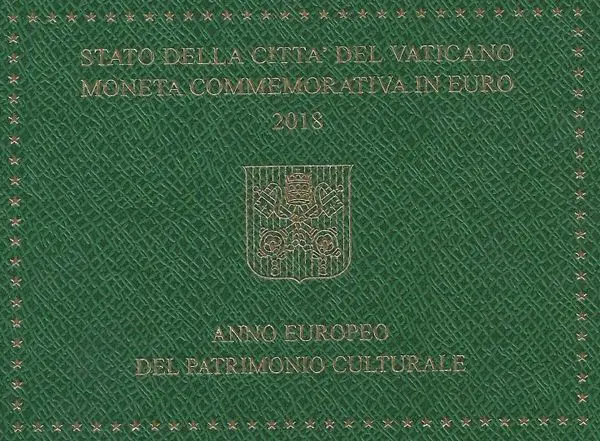 STATO DELLA CITTA' DEL VATICANO
MONETA COMMEMORATIVA IN EURO
2018
ANNO EUROPEO
DEL PATRIMONIO CULTURALE